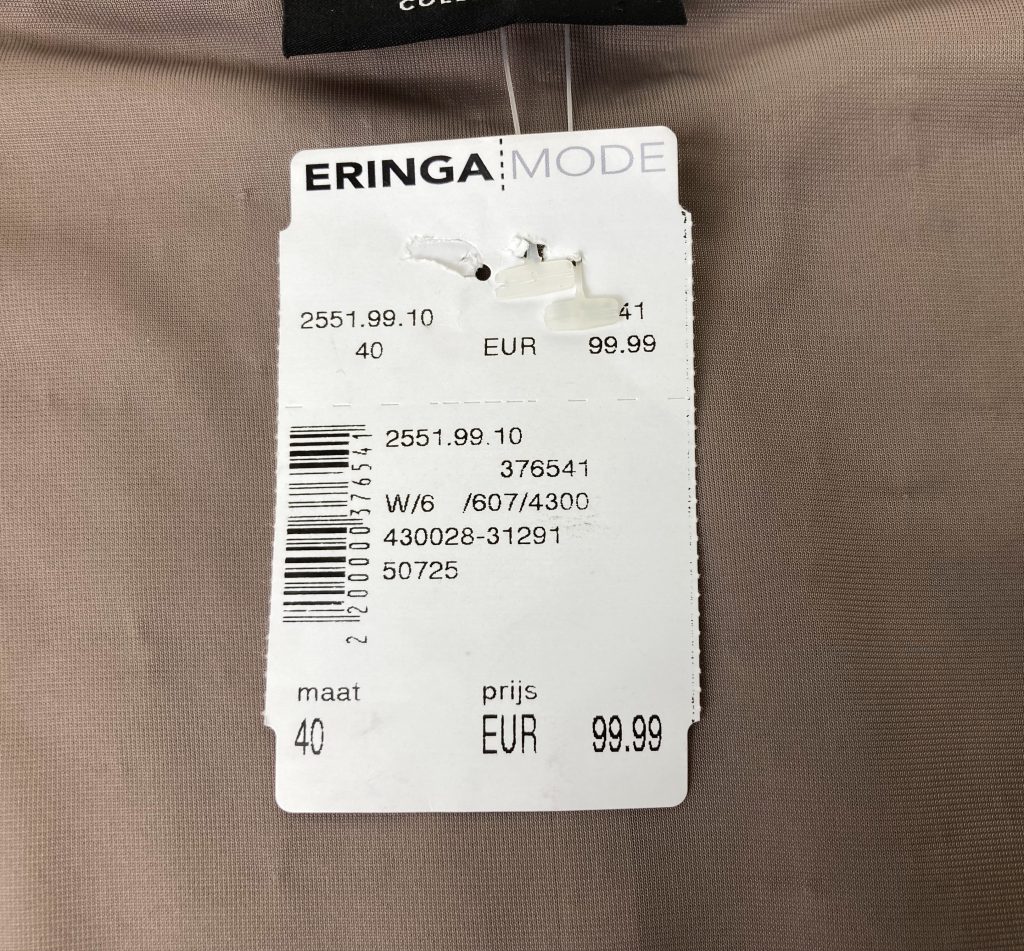 ERINGA MODE
2551.99.10 41
40 EUR 99.99
2551.99.10
376541
W/6 /607/4300
430028-31291
50725
2 200000 376541
maat prijs
40 EUR 99.99